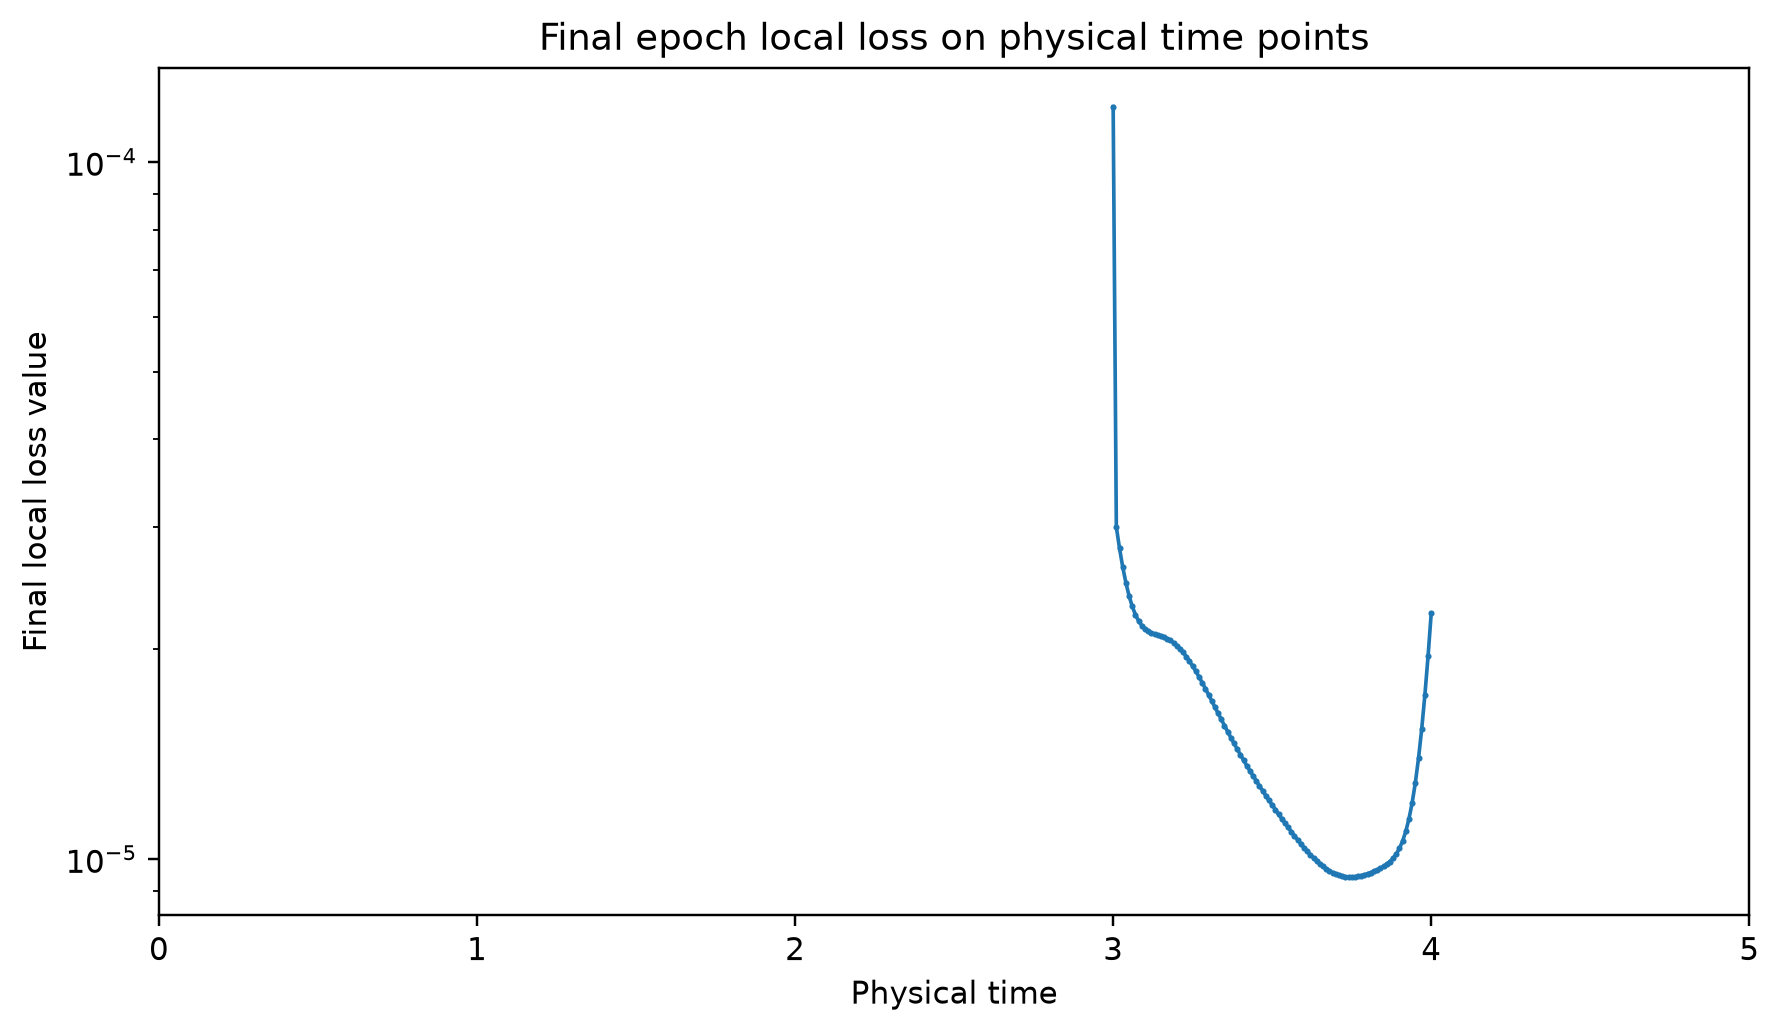 Final epoch local loss on physical time points
Final local loss value
10⁻⁴
10⁻⁵
0 1 2 3 4 5
Physical time